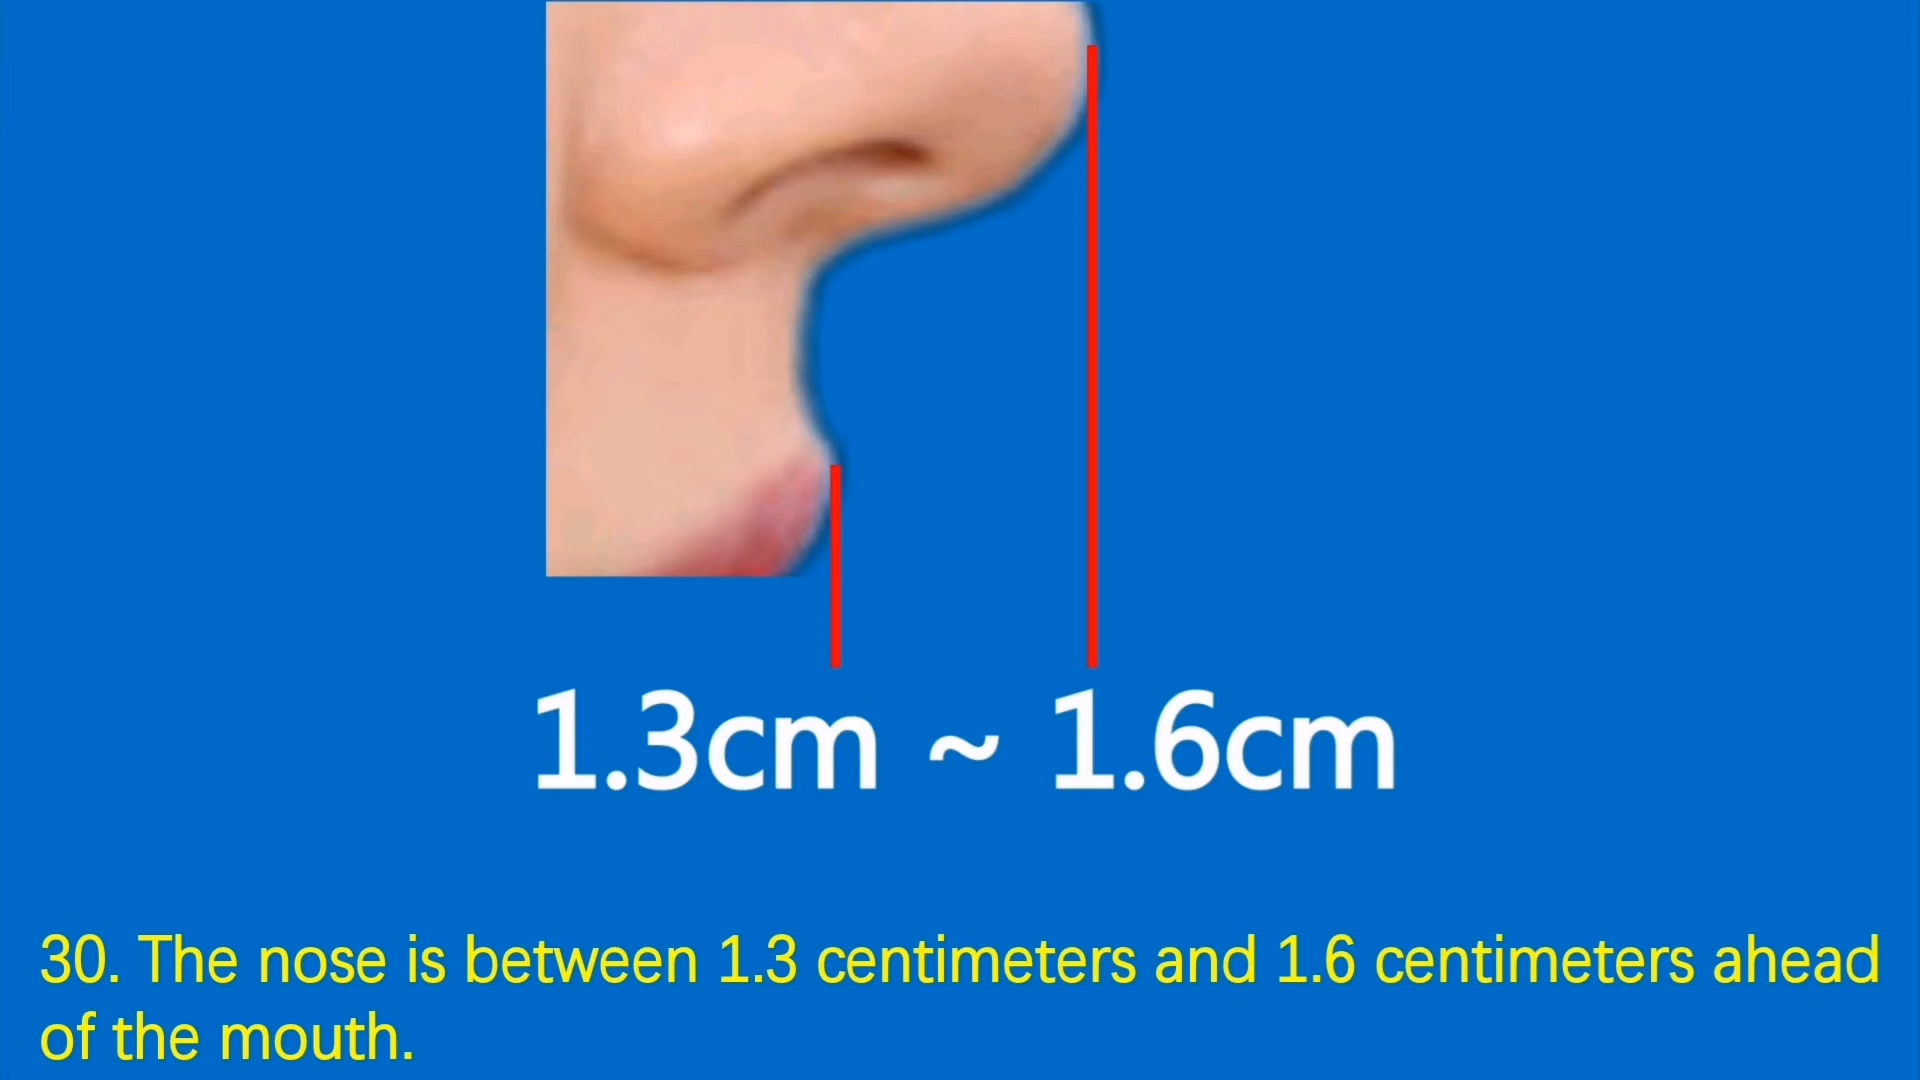 1.3cm ~ 1.6cm
30. The nose is between 1.3 centimeters and 1.6 centimeters ahead
of the mouth.